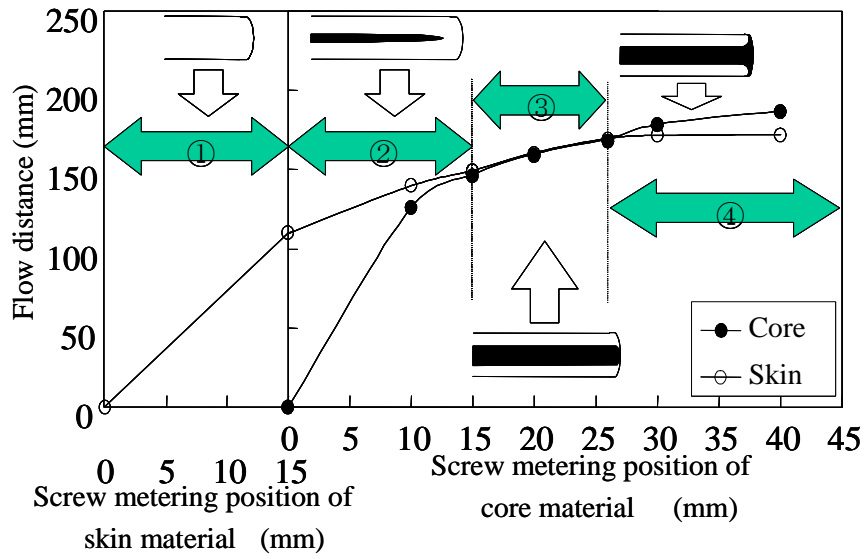 250
200
150
100
50
0
Flow distance (mm)
①
②
③
④
Core
Skin
0 5 10 15
0 5 10 15 20 25 30 35 40 45
Screw metering position of
skin material (mm)
Screw metering position of
core material (mm)